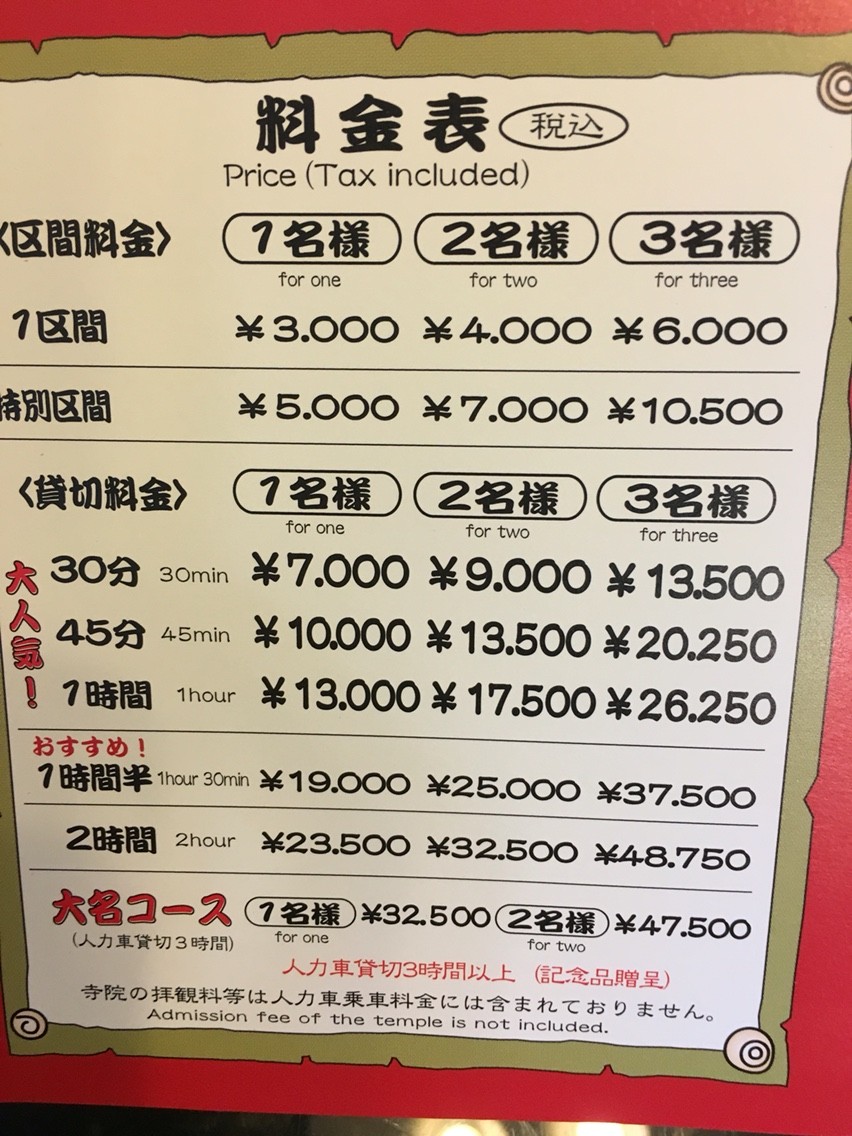 料金表 税込
Price (Tax included)
〈区間料金〉 1名様 2名様 3名様
for one for two for three
1区間 ¥3.000 ¥4.000 ¥6.000
特別区間 ¥5.000 ¥7.000 ¥10.500
〈貸切料金〉 1名様 2名様 3名様
for one for two for three
大人気!
30分 30min ¥7.000 ¥9.000 ¥13.500
45分 45min ¥10.000 ¥13.500 ¥20.250
1時間 1hour ¥13.000 ¥17.500 ¥26.250
おすすめ!
1時間半 1hour 30min ¥19.000 ¥25.000 ¥37.500
2時間 2hour ¥23.500 ¥32.500 ¥48.750
大名コース 1名様 ¥32.500 2名様 ¥47.500
(人力車貸切3時間) for one for two
人力車貸切3時間以上 (記念品贈呈)
寺院の拝観料等は人力車乗車料金には含まれておりません。
Admission fee of the temple is not included.